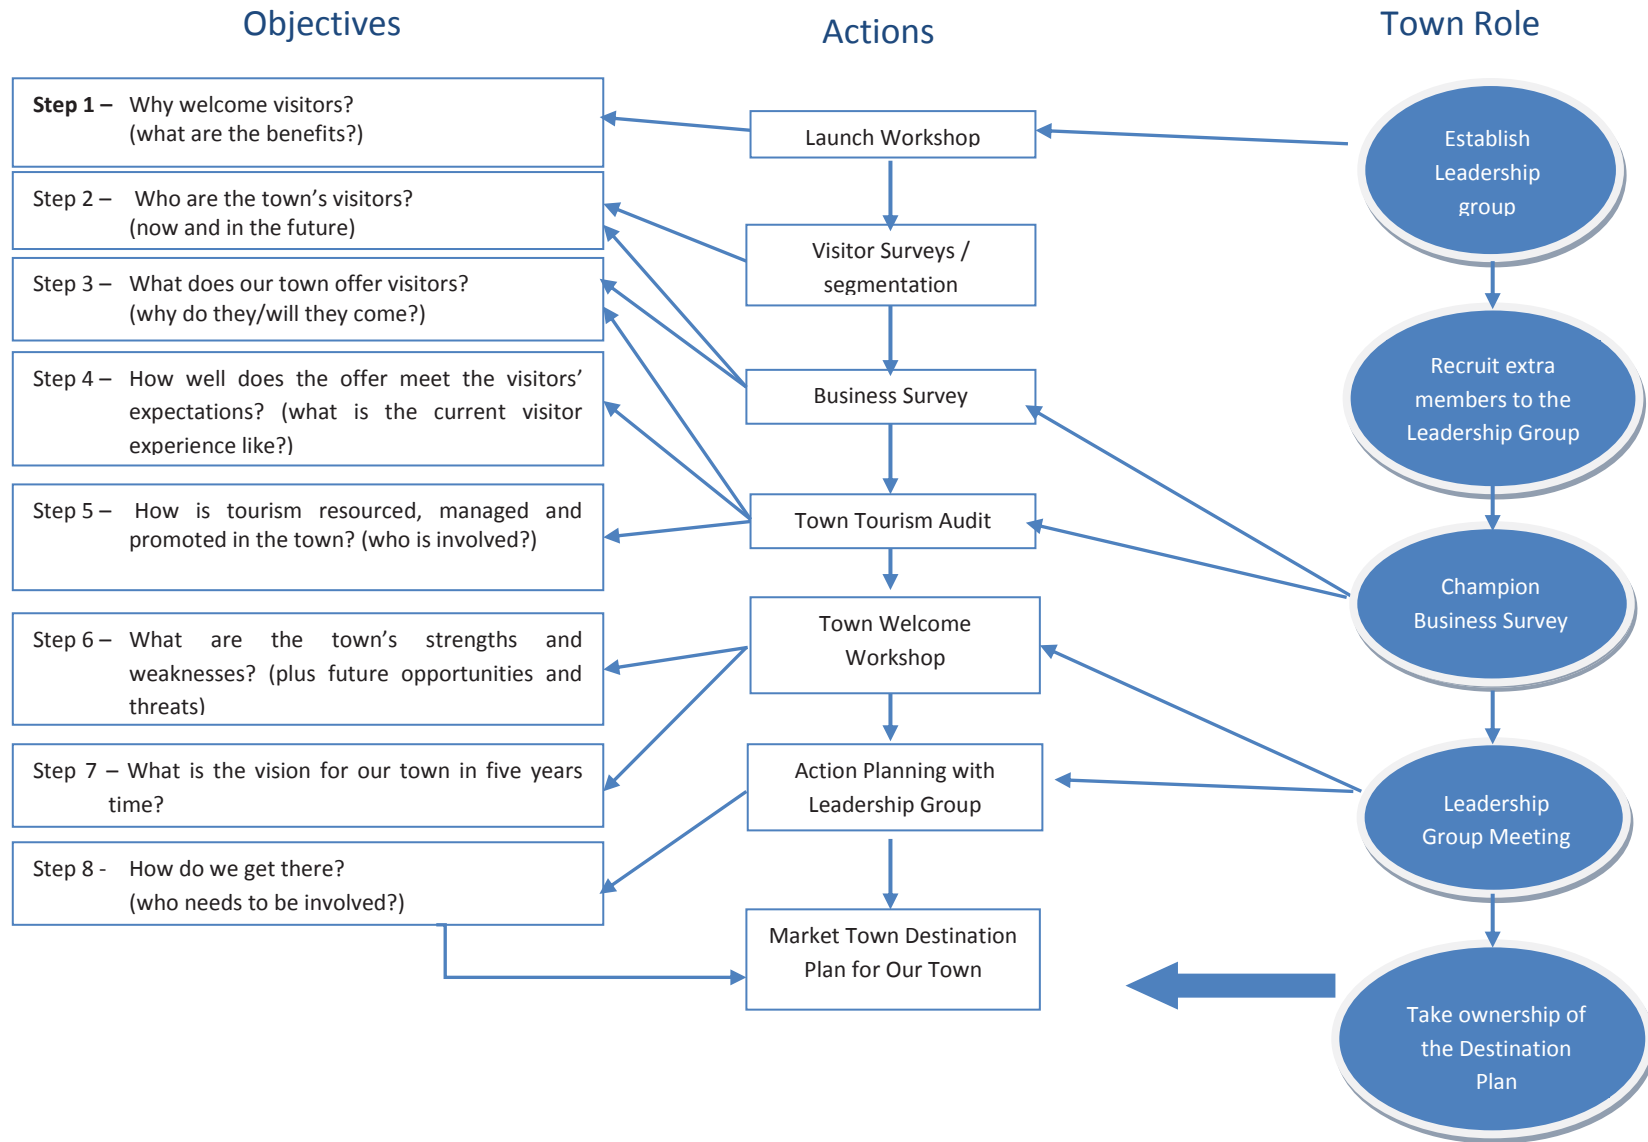 Objectives
Actions
Town Role
Step 1 – Why welcome visitors?
(what are the benefits?)
Step 2 – Who are the town’s visitors?
(now and in the future)
Step 3 – What does our town offer visitors?
(why do they/will they come?)
Step 4 – How well does the offer meet the visitors’
expectations? (what is the current visitor
experience like?)
Step 5 – How is tourism resourced, managed and
promoted in the town? (who is involved?)
Step 6 – What are the town’s strengths and
weaknesses? (plus future opportunities and
threats)
Step 7 – What is the vision for our town in five years
time?
Step 8 - How do we get there?
(who needs to be involved?)
Launch Workshop
Visitor Surveys /
segmentation
Business Survey
Town Tourism Audit
Town Welcome
Workshop
Action Planning with
Leadership Group
Market Town Destination
Plan for Our Town
Establish
Leadership
group
Recruit extra
members to the
Leadership Group
Champion
Business Survey
Leadership
Group Meeting
Take ownership of
the Destination
Plan